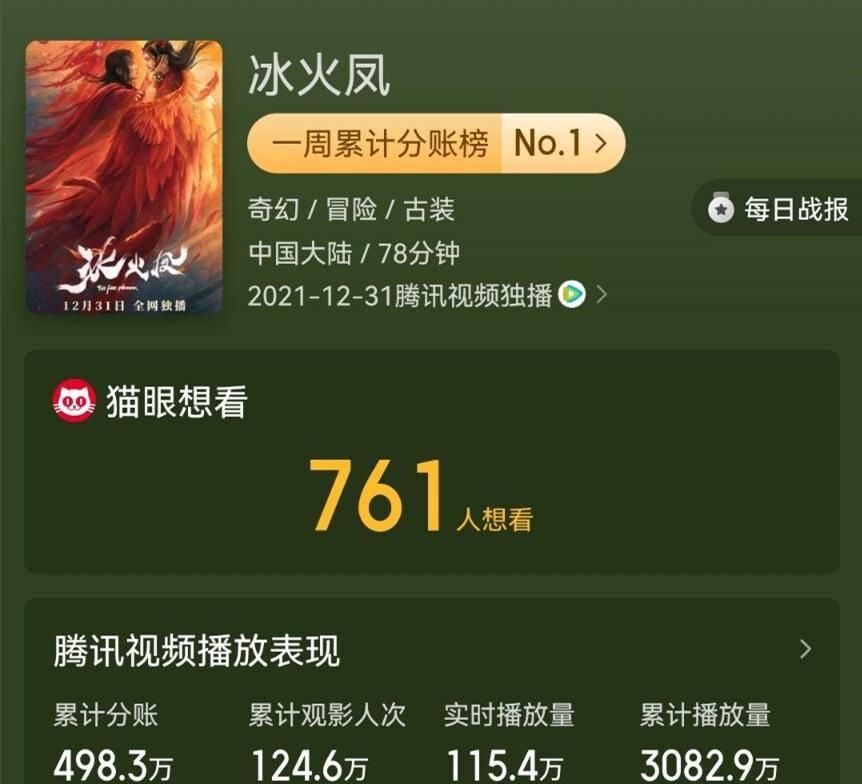 冰火凤
一周累计分账榜 No.1
奇幻 / 冒险 / 古装
每日战报
中国大陆 / 78分钟
2021-12-31腾讯视频独播
冰火凤
12月31日 全网独播
猫眼想看
761人想看
腾讯视频播放表现
累计分账 累计观影人次 实时播放量 累计播放量
498.3万 124.6万 115.4万 3082.9万